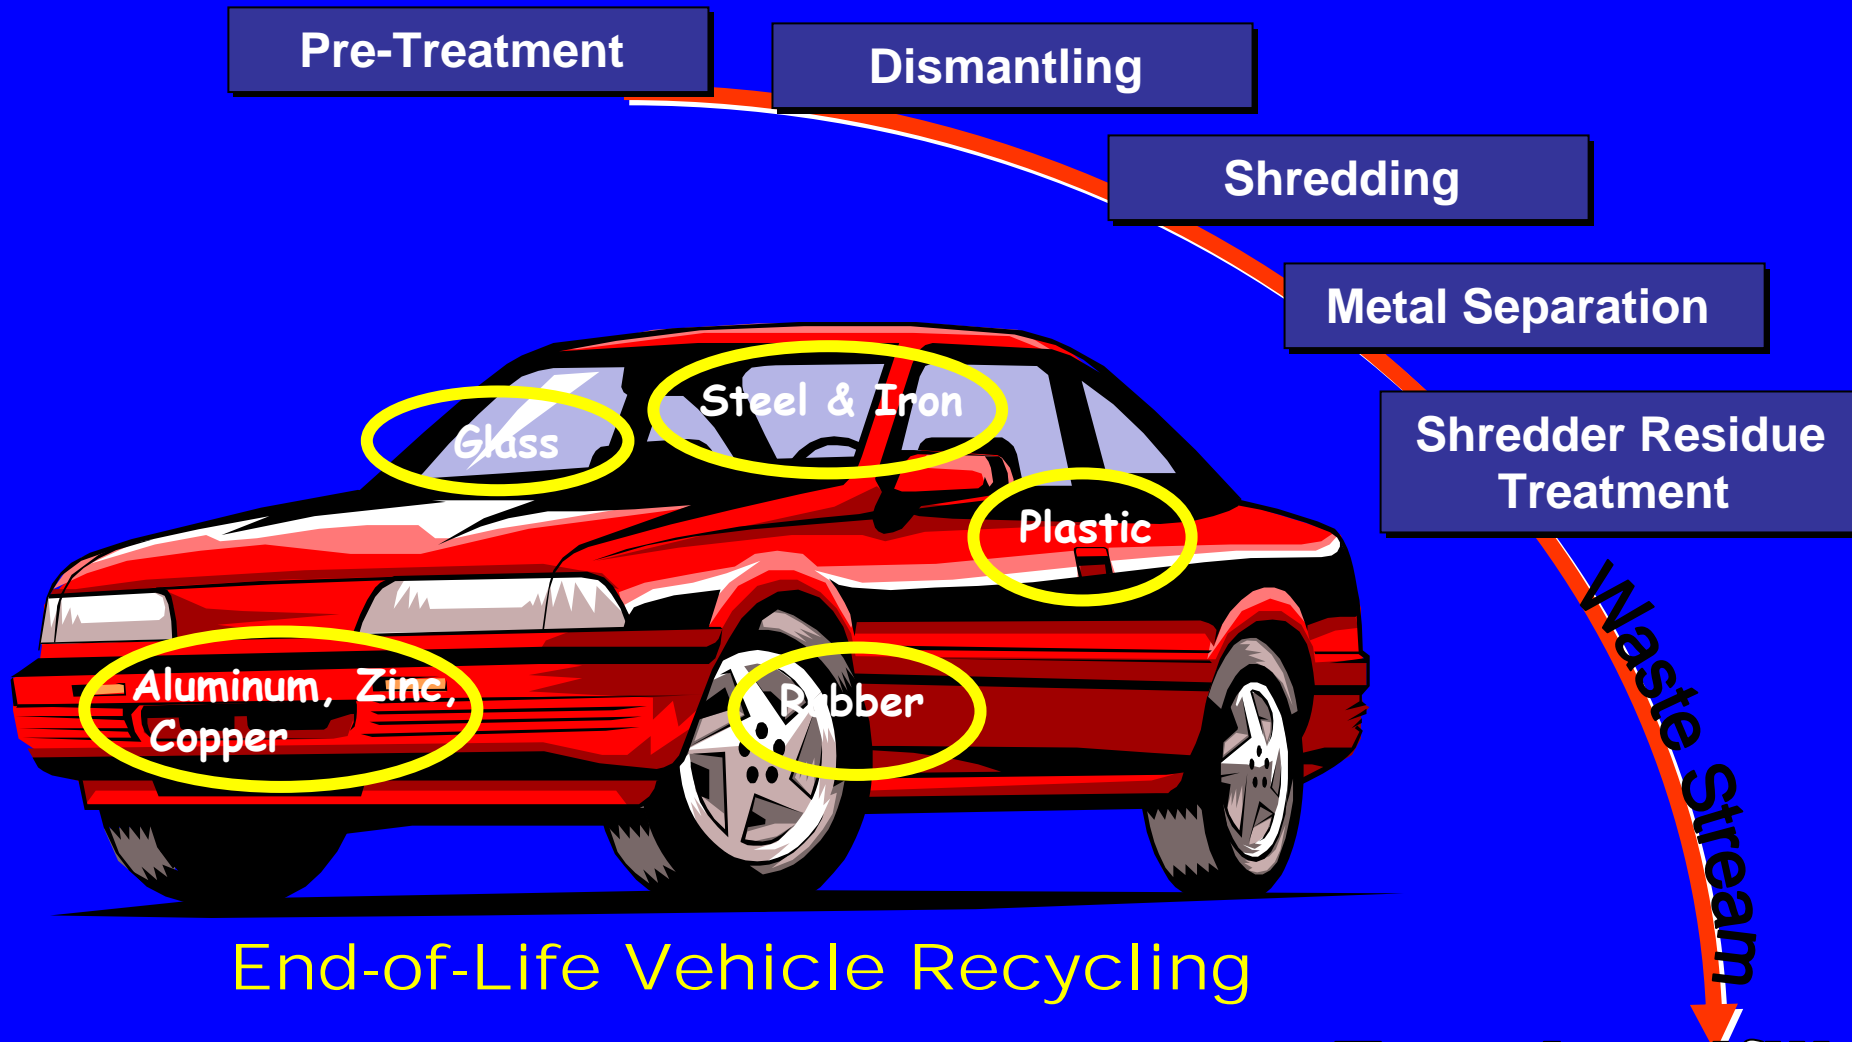 Pre-Treatment
Dismantling
Shredding
Metal Separation
Shredder Residue
Treatment
Steel & Iron
Glass
Plastic
Aluminum, Zinc,
Copper
Rubber
Waste Stream
End-of-Life Vehicle Recycling